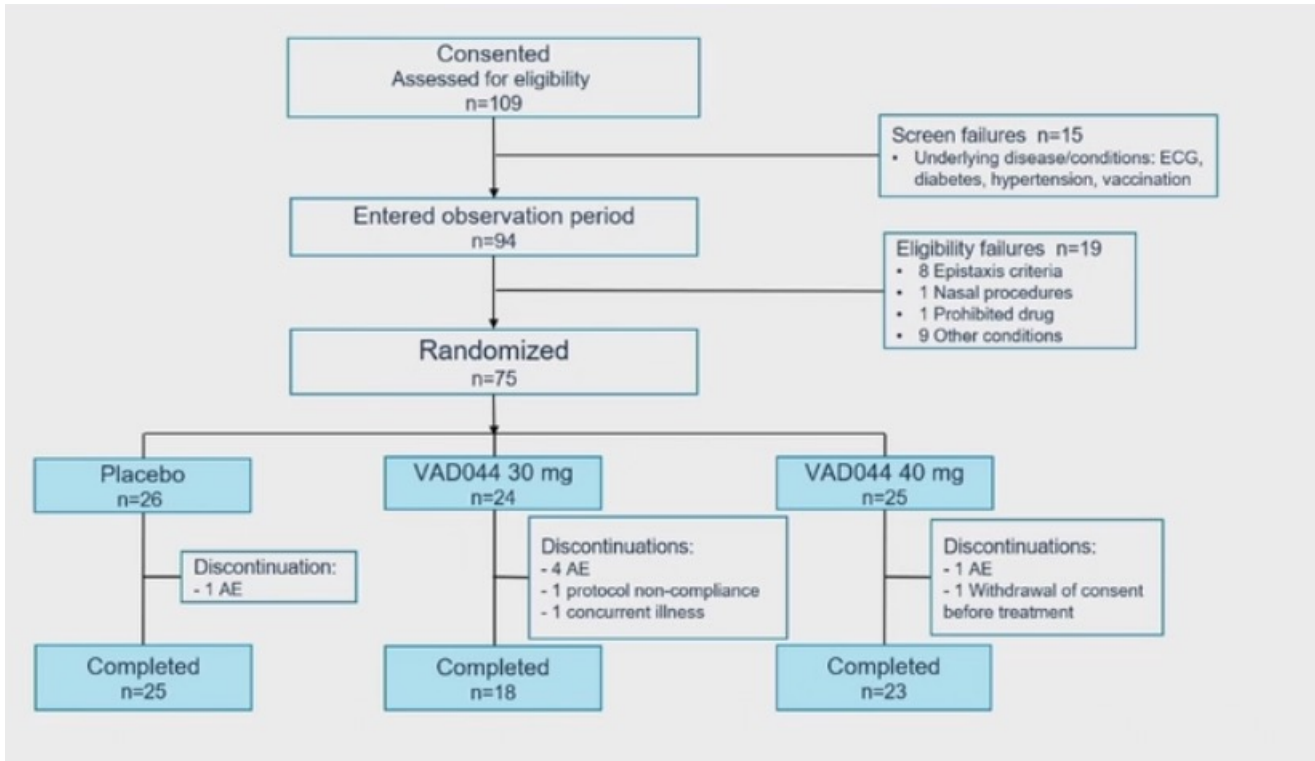 Consented
Assessed for eligibility
n=109
Screen failures n=15
• Underlying disease/conditions: ECG,
diabetes, hypertension, vaccination
Entered observation period
n=94
Eligibility failures n=19
• 8 Epistaxis criteria
• 1 Nasal procedures
• 1 Prohibited drug
• 9 Other conditions
Randomized
n=75
Placebo
n=26
VAD044 30 mg
n=24
VAD044 40 mg
n=25
Discontinuation:
- 1 AE
Discontinuations:
- 4 AE
- 1 protocol non-compliance
- 1 concurrent illness
Discontinuations:
- 1 AE
- 1 Withdrawal of consent
before treatment
Completed
n=25
Completed
n=18
Completed
n=23